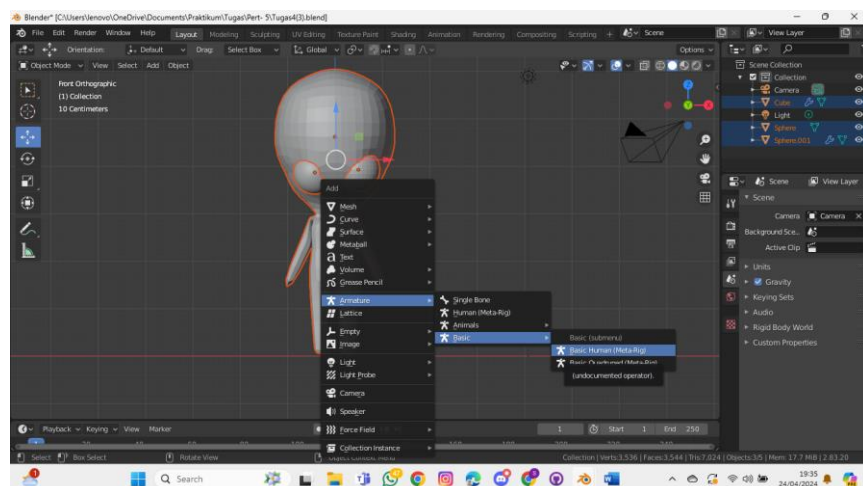 Blender* [C:\Users\lenovo\OneDrive\Documents\Praktikum\Tugas\Pert- 5\Tugas4(3).blend]
File Edit Render Window Help Layout Modeling Sculpting UV Editing Texture Paint Shading Animation Rendering Compositing Scripting + Scene View Layer
Orientation: Default Drag: Select Box Global Options
Object Mode View Select Add Object
Front Orthographic
(1) Collection
10 Centimeters
Scene Collection
Collection
Camera
Cube
Light
Sphere
Sphere.001
Scene View Layer
Scene
Camera Camera
Background Sce..
Active Clip
Units
Gravity
Keying Sets
Audio
Rigid Body World
Custom Properties
Add
Mesh
Curve
Surface
Metaball
Text
Volume
Grease Pencil
Armature
Lattice
Empty
Image
Light
Light Probe
Camera
Speaker
Force Field
Collection Instance
Single Bone
Human (Meta-Rig)
Animals
Basic
Basic (submenu)
Basic Human (Meta-Rig)
Basic Quadruped (Meta-Rig)
(undocumented operator).
Playback Keying View Marker 1 Start 1 End 250
Select Box Select Rotate View Object Context Menu Collection | Verts:3,536 | Faces:3,544 | Tris:7,024 | Objects:3/5 | Mem: 17.7 MiB | 2.83.20
Search
19:35
24/04/2024